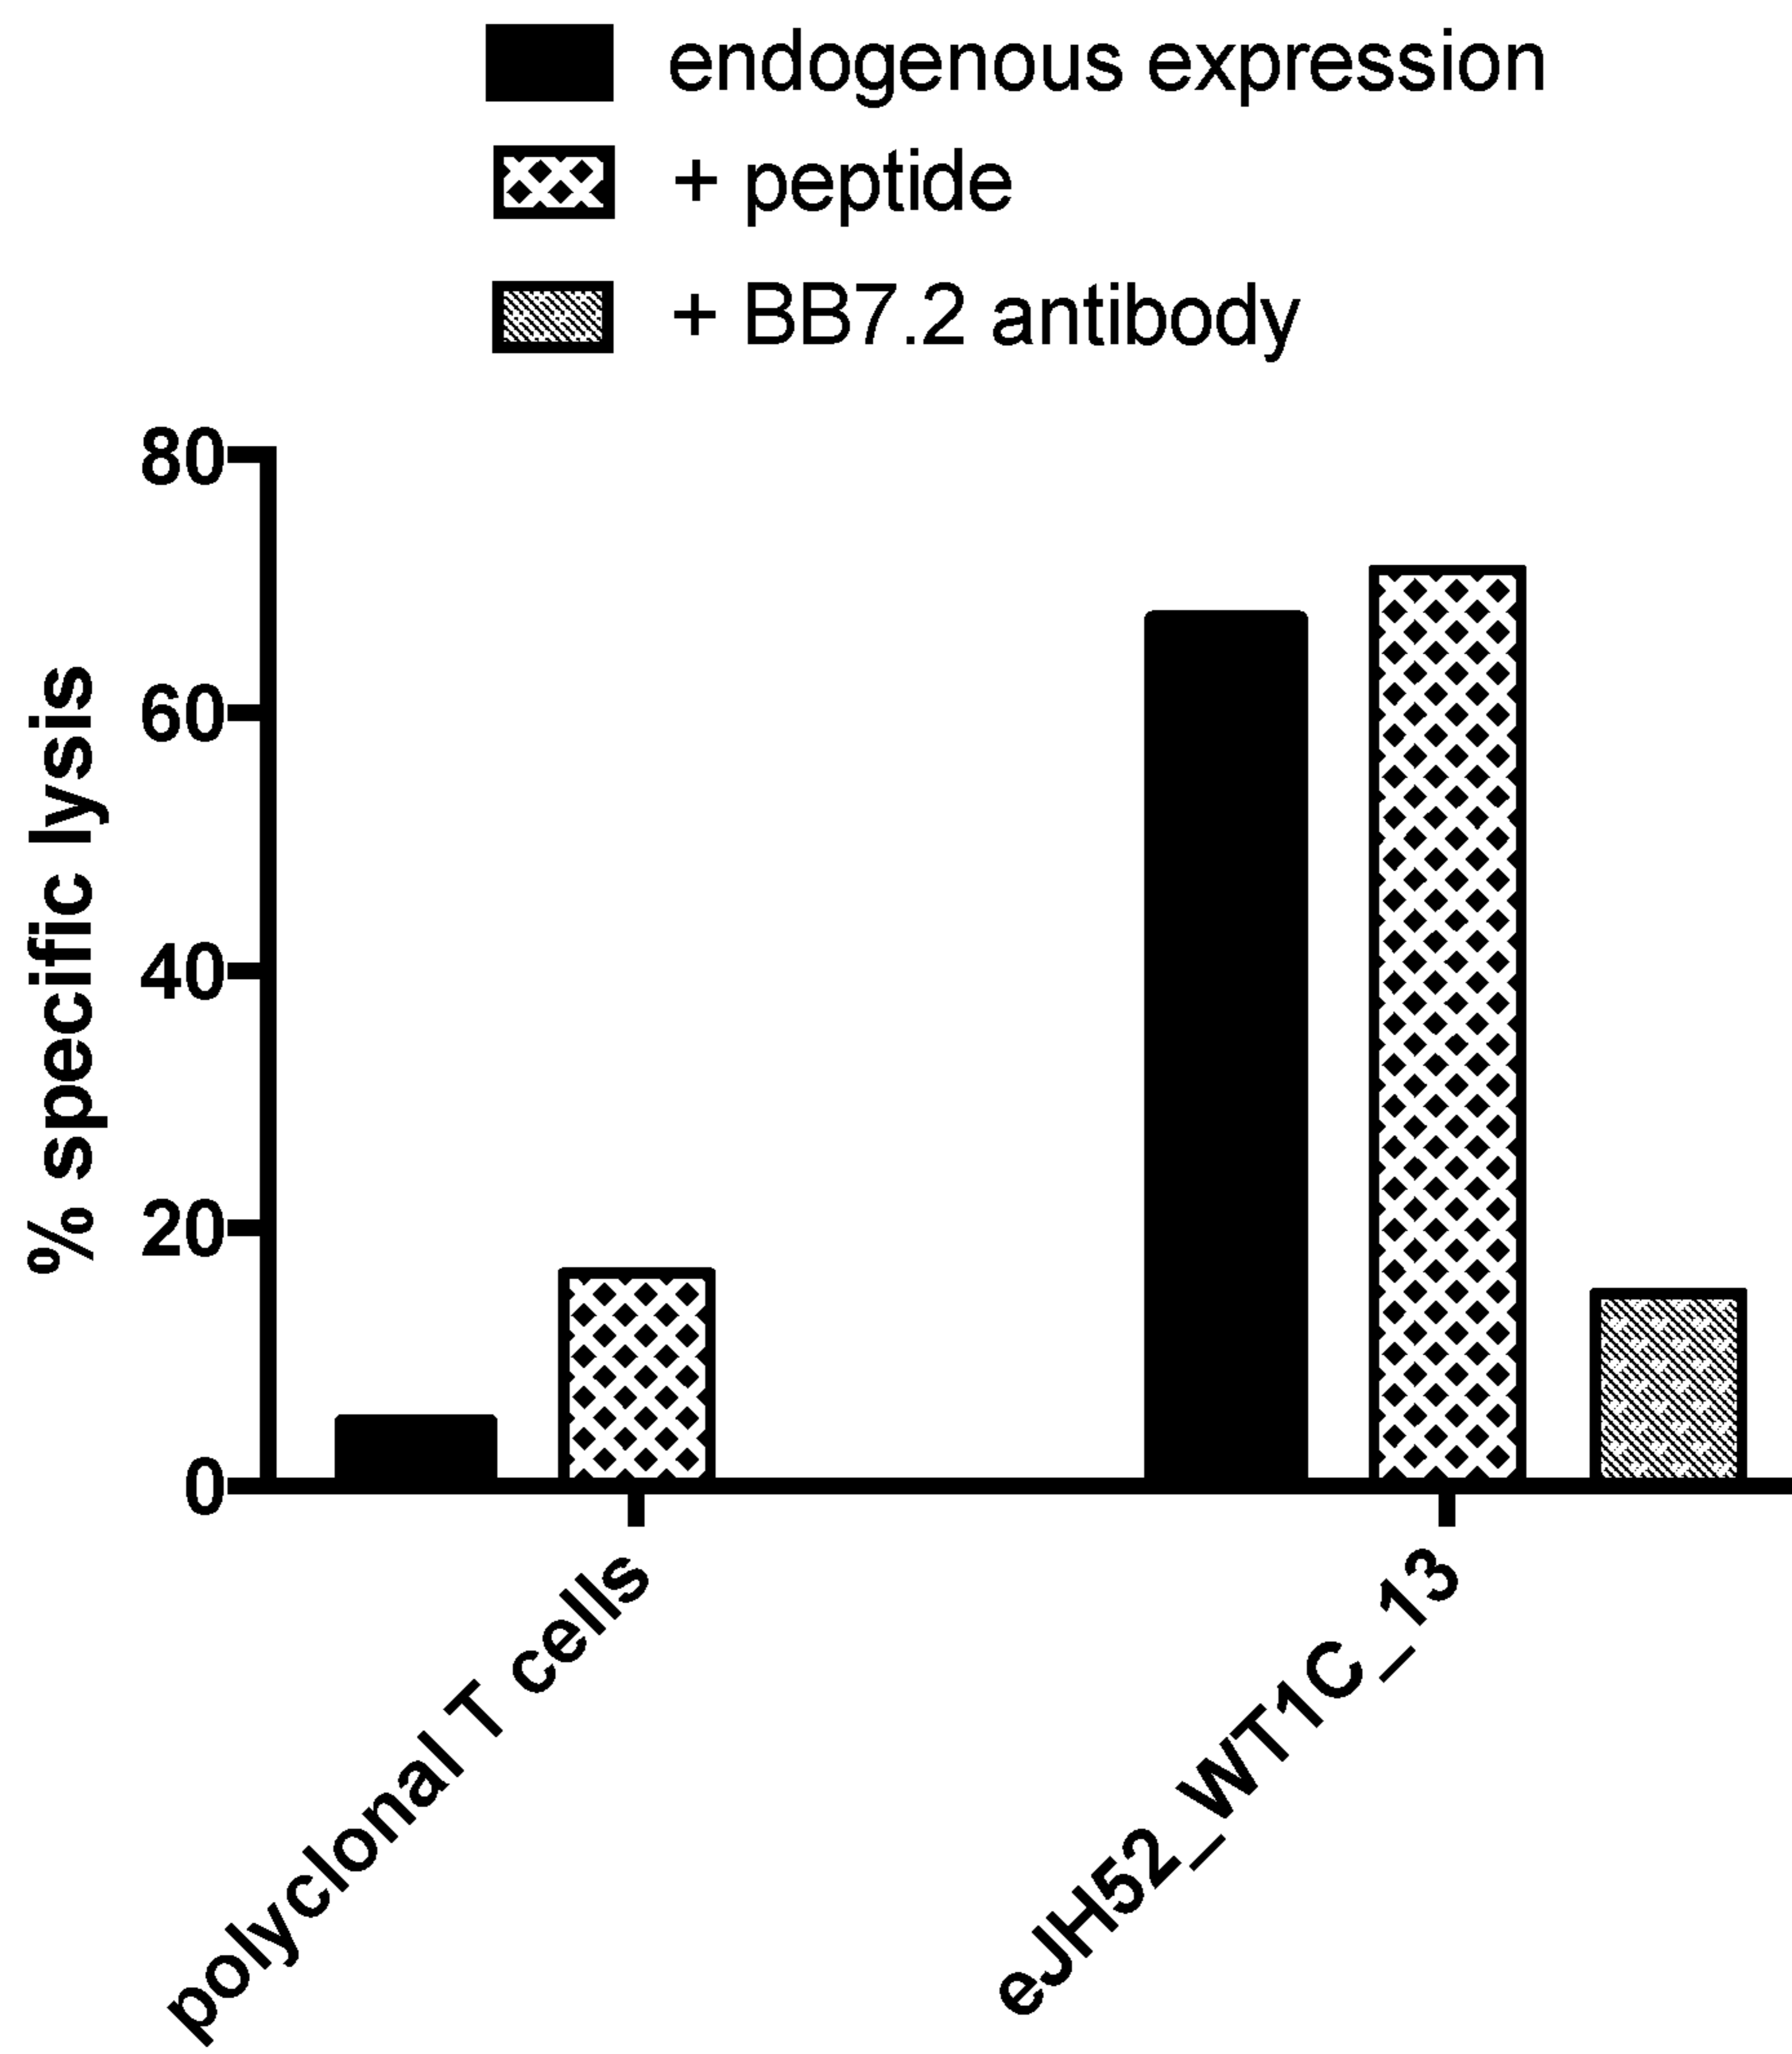 endogenous expression
+ peptide
+ BB7.2 antibody
80
60
40
20
0
% specific lysis
polyclonal T cells
eJH52_WT1C_13